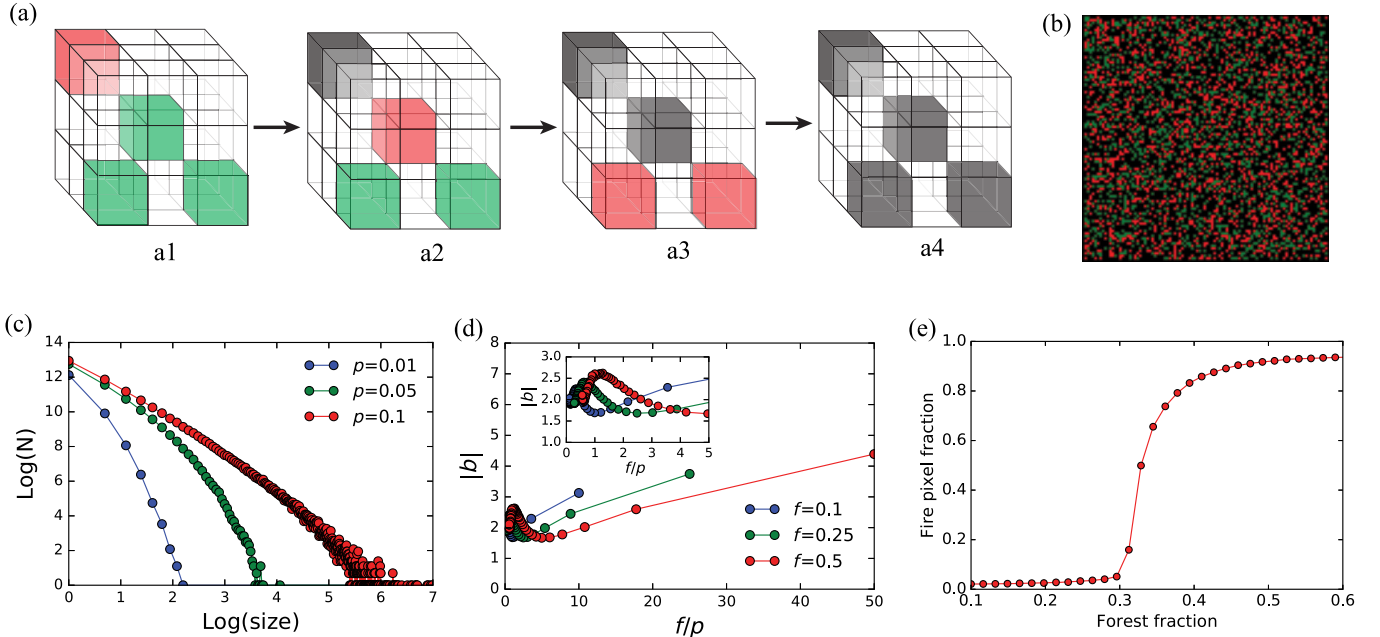 (a)
a1
a2
a3
a4
(b)
(c)
14
12
10
8
6
4
2
0
Log(N)
0 1 2 3 4 5 6 7
Log(size)
p=0.01
p=0.05
p=0.1
(d)
8
7
6
5
4
3
2
1
0
|b|
0 10 20 30 40 50
f/p
3.0
2.5
2.0
1.5
1.0
|b|
0 1 2 3 4 5
f/p
f=0.1
f=0.25
f=0.5
(e)
1.0
0.8
0.6
0.4
0.2
0.0
Fire pixel fraction
0.1 0.2 0.3 0.4 0.5 0.6
Forest fraction